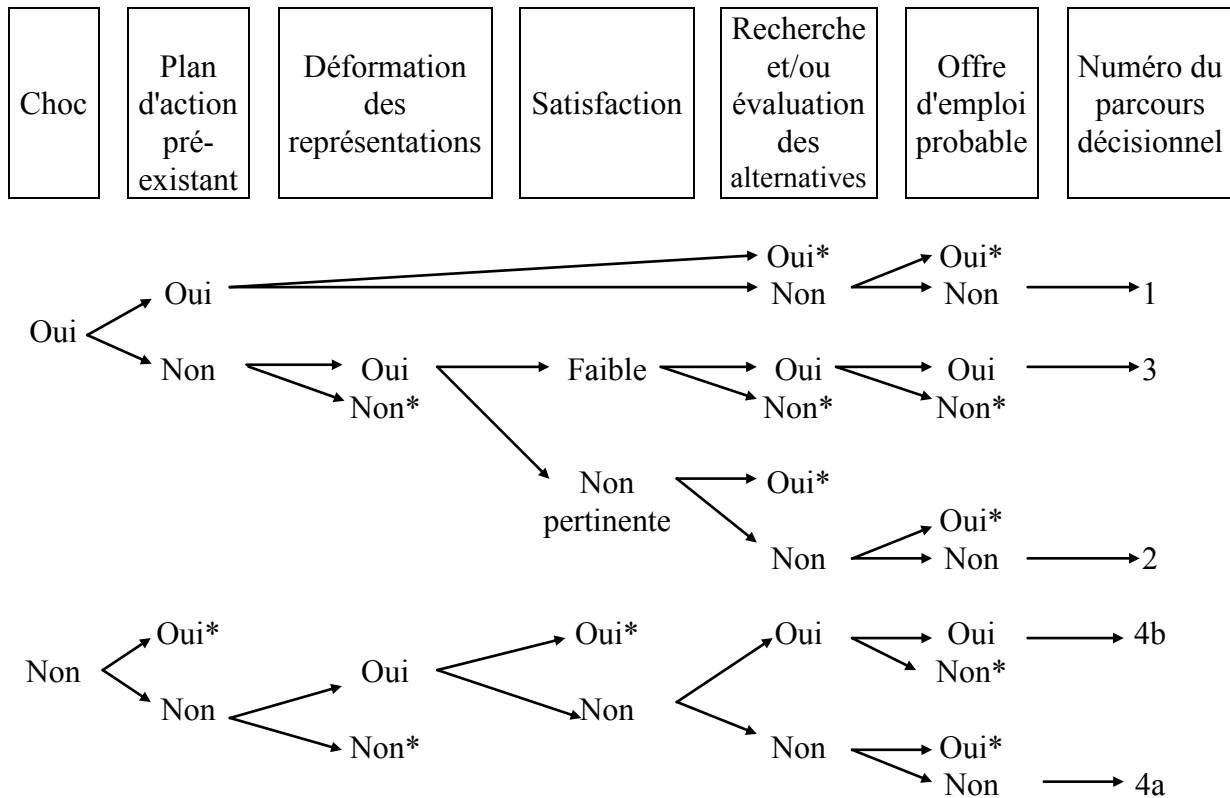 Choc
Plan
d'action
pré-
existant
Déformation
des
représentations
Satisfaction
Recherche
et/ou
évaluation
des
alternatives
Offre
d'emploi
probable
Numéro du
parcours
décisionnel
Oui* Oui*
Oui Non Non 1
Oui
Non Oui Faible Oui Oui 3
Non* Non* Non*
Non Oui*
pertinente Oui*
Non Non 2
Oui* Oui* Oui Oui 4b
Non Oui Non*
Non Non
Non* Non Oui*
Non 4a